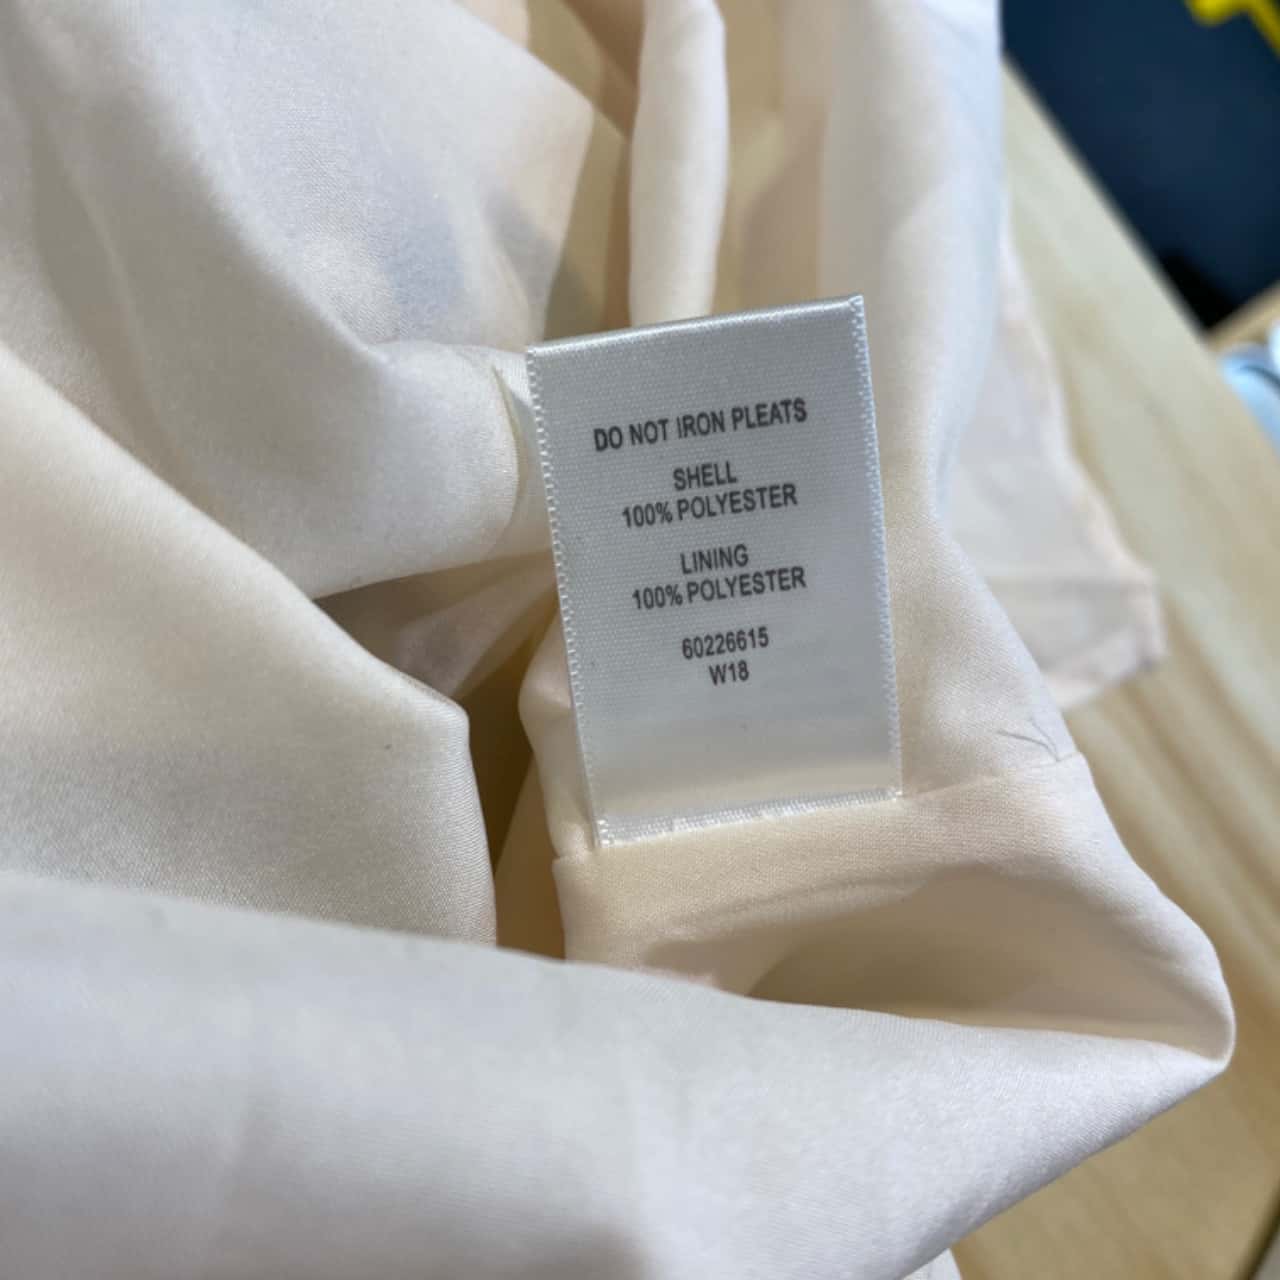 DO NOT IRON PLEATS
SHELL
100% POLYESTER
LINING
100% POLYESTER
60226615
W18